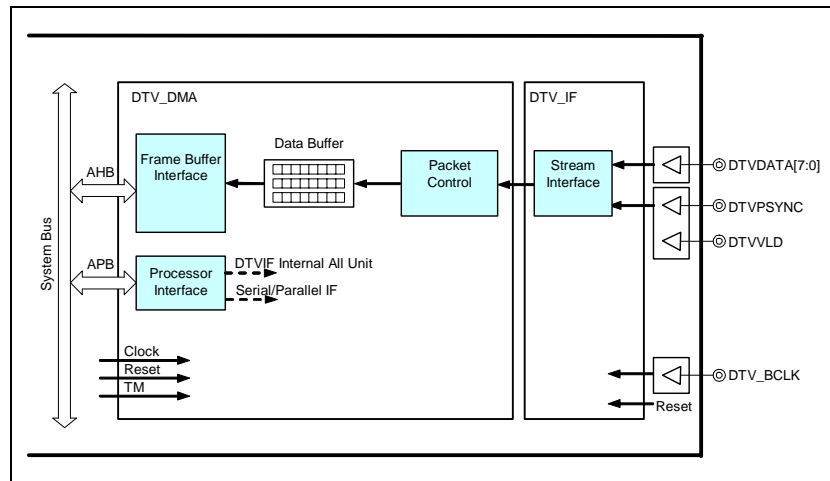 DTV_DMA
DTV_IF
Data Buffer
Frame Buffer
Interface
Packet
Control
Stream
Interface
DTVDATA[7:0]
DTVPSYNC
DTVVLD
AHB
System Bus
APB
Processor
Interface
DTVIF Internal All Unit
Serial/Parallel IF
Clock
Reset
TM
DTV_BCLK
Reset